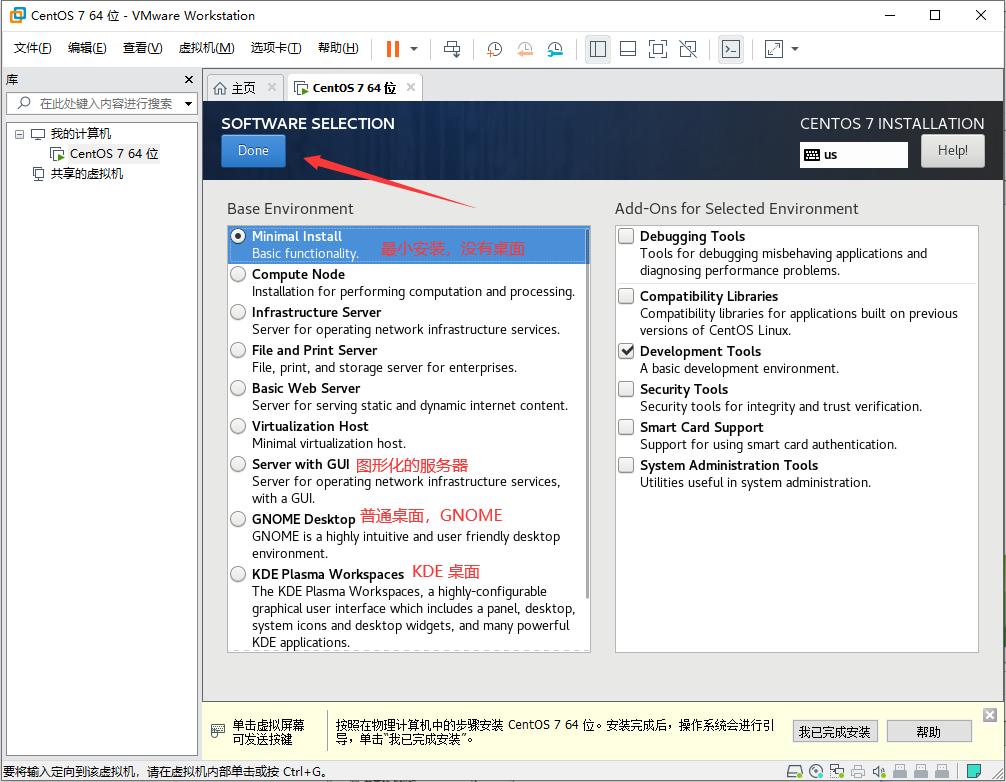 CentOS 7 64 位 - VMware Workstation
文件(F) 编辑(E) 查看(V) 虚拟机(M) 选项卡(T) 帮助(H)
库
在此处键入内容进行搜索
我的计算机
CentOS 7 64 位
共享的虚拟机
主页
CentOS 7 64 位
SOFTWARE SELECTION
Done
CENTOS 7 INSTALLATION
us
Help!
Base Environment
Minimal Install
Basic functionality. 最小安装，没有桌面
Compute Node
Installation for performing computation and processing.
Infrastructure Server
Server for operating network infrastructure services.
File and Print Server
File, print, and storage server for enterprises.
Basic Web Server
Server for serving static and dynamic internet content.
Virtualization Host
Minimal virtualization host.
Server with GUI 图形化的服务器
Server for operating network infrastructure services,
with a GUI.
GNOME Desktop 普通桌面，GNOME
GNOME is a highly intuitive and user friendly desktop
environment.
KDE Plasma Workspaces KDE 桌面
The KDE Plasma Workspaces, a highly-configurable
graphical user interface which includes a panel, desktop,
system icons and desktop widgets, and many powerful
KDE applications.
Add-Ons for Selected Environment
Debugging Tools
Tools for debugging misbehaving applications and
diagnosing performance problems.
Compatibility Libraries
Compatibility libraries for applications built on previous
versions of CentOS Linux.
Development Tools
A basic development environment.
Security Tools
Security tools for integrity and trust verification.
Smart Card Support
Support for using smart card authentication.
System Administration Tools
Utilities useful in system administration.
单击虚拟屏幕
可发送按键
按照在物理计算机中的步骤安装 CentOS 7 64 位。安装完成后，操作系统会进行引
导，单击“我已完成安装”。
我已完成安装
帮助
要将输入定向到该虚拟机，请在虚拟机内部单击或按 Ctrl+G。